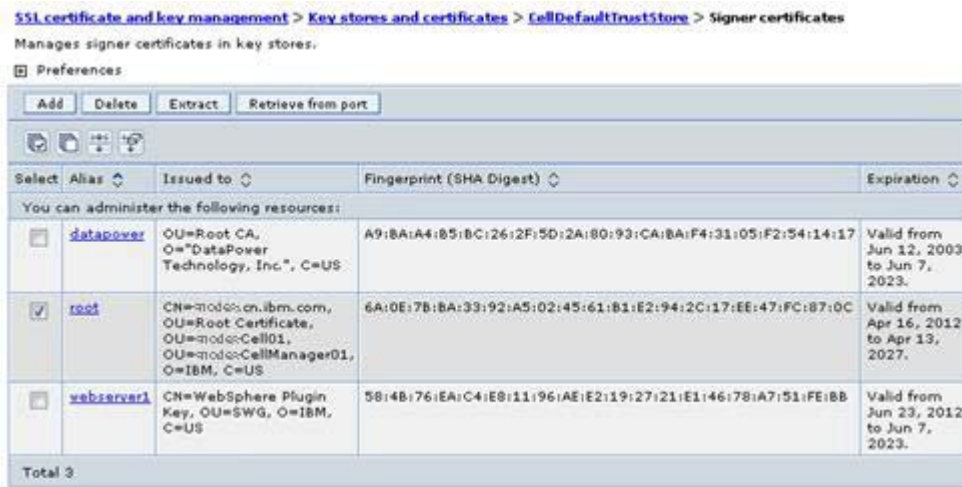 SSL certificate and key management > Key stores and certificates > CellDefaultTrustStore > Signer certificates
Manages signer certificates in key stores.
Preferences
Add Delete Extract Retrieve from port
Select Alias Issued to Fingerprint (SHA Digest) Expiration
You can administer the following resources:
datapower OU=Root CA, A9:BA:A4:B5:BC:26:2F:5D:2A:80:93:CA:BA:F4:31:05:F2:54:14:17 Valid from
O="DataPower Jun 12, 2003
Technology, Inc.", C=US to Jun 7,
2023.
root CN= .cn.ibm.com, 6A:0E:7B:BA:33:92:A5:02:45:61:B1:E2:94:2C:17:EE:47:FC:87:0C Valid from
OU=Root Certificate, Apr 16, 2012
OU= Cell01, to Apr 13,
OU= CellManager01, 2027.
O=IBM, C=US
webserver1 CN=WebSphere Plugin 58:4B:76:EA:C4:E8:11:96:AE:E2:19:27:21:E1:46:78:A7:51:FE:BB Valid from
Key, OU=SWG, O=IBM, Jun 23, 2012
C=US to Jun 7,
2023.
Total 3